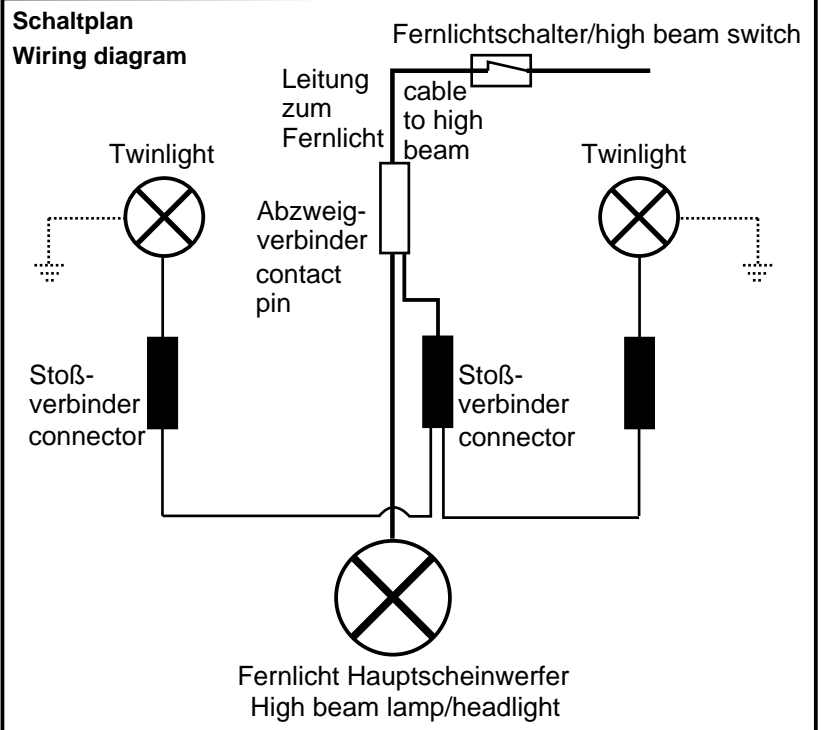 Schaltplan
Wiring diagram
Fernlichtschalter/high beam switch
Leitung
zum
Fernlicht
cable
to high
beam
Twinlight
Twinlight
Abzweig-
verbinder
contact
pin
Stoß-
verbinder
connector
Stoß-
verbinder
connector
Fernlicht Hauptscheinwerfer
High beam lamp/headlight